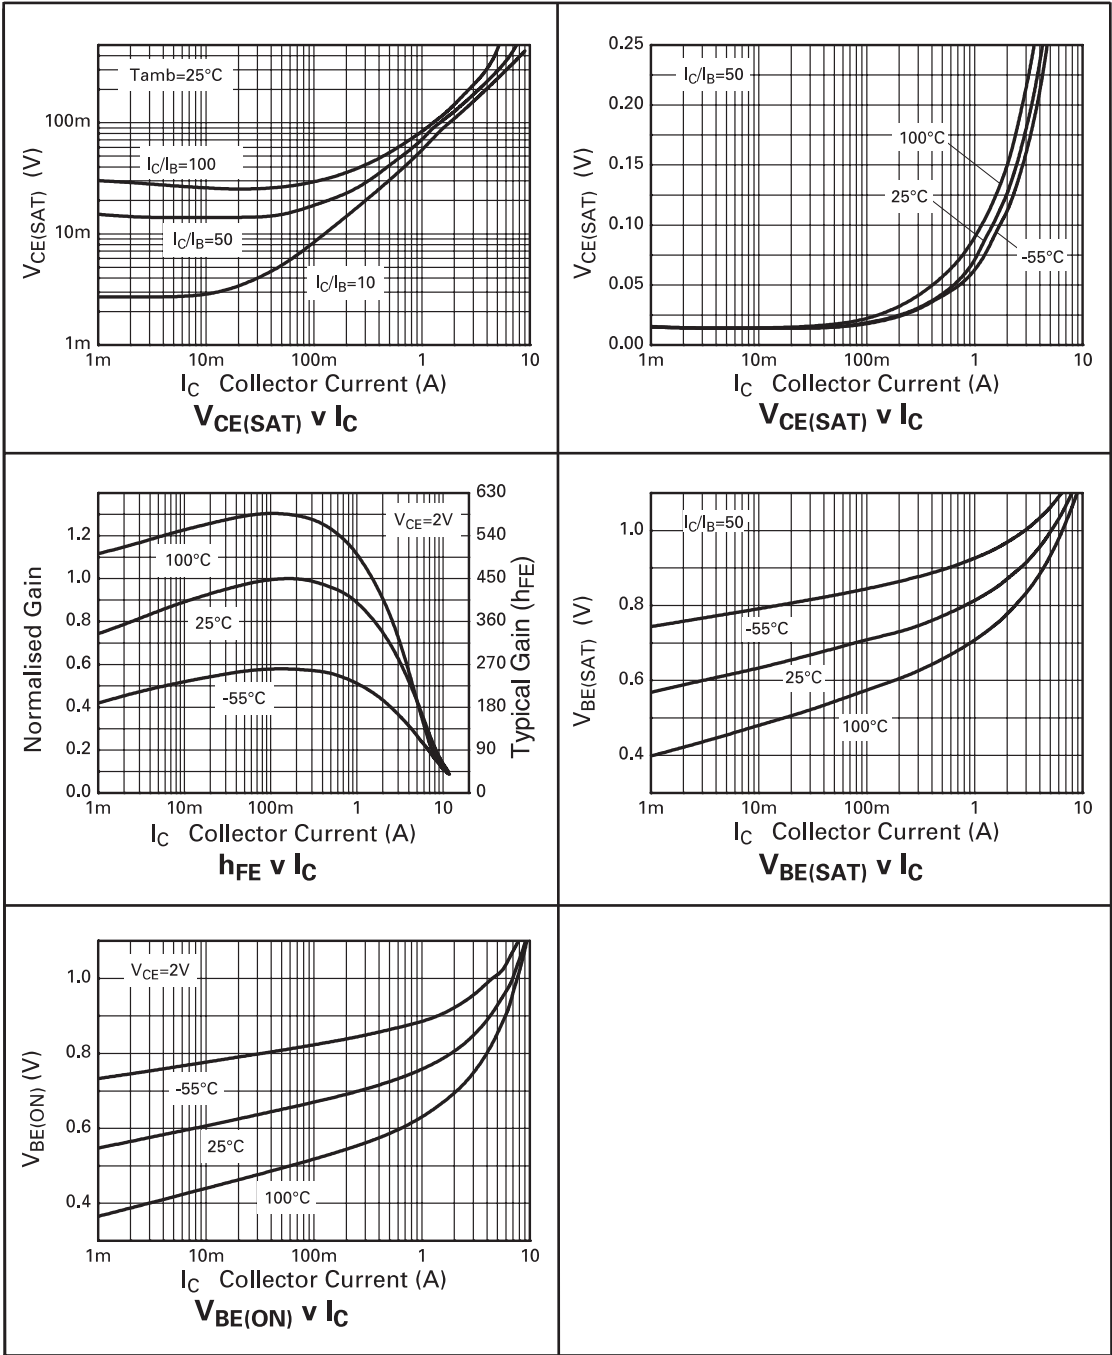 Tamb=25°C
IC/IB=100
IC/IB=50
IC/IB=10
VCE(SAT) (V)
100m
10m
1m
1m 10m 100m 1 10
IC Collector Current (A)
VCE(SAT) v IC
IC/IB=50
100°C
25°C
-55°C
VCE(SAT) (V)
0.25
0.20
0.15
0.10
0.05
0.00
1m 10m 100m 1 10
IC Collector Current (A)
VCE(SAT) v IC
VCE=2V
100°C
25°C
-55°C
Normalised Gain
1.2
1.0
0.8
0.6
0.4
0.2
0.0
630
540
450
360
270
180
90
0
Typical Gain (hFE)
1m 10m 100m 1 10
IC Collector Current (A)
hFE v IC
IC/IB=50
-55°C
25°C
100°C
VBE(SAT) (V)
1.0
0.8
0.6
0.4
1m 10m 100m 1 10
IC Collector Current (A)
VBE(SAT) v IC
VCE=2V
-55°C
25°C
100°C
VBE(ON) (V)
1.0
0.8
0.6
0.4
1m 10m 100m 1 10
IC Collector Current (A)
VBE(ON) v IC